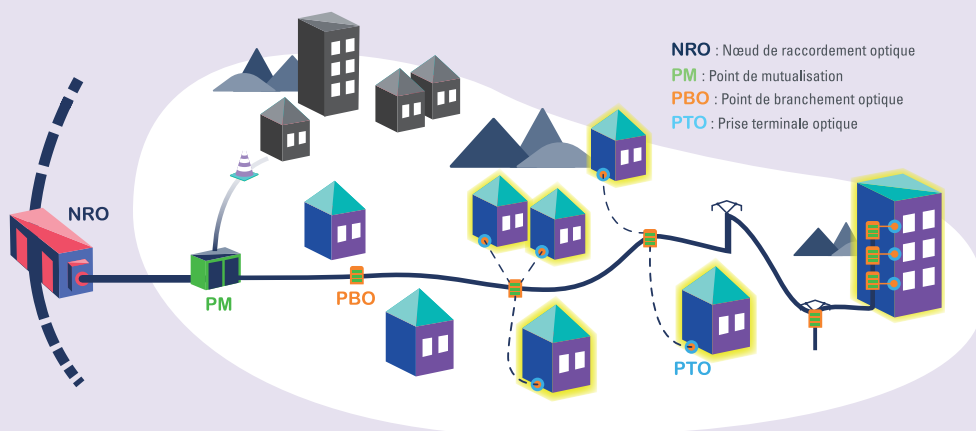 NRO : Nœud de raccordement optique
PM : Point de mutualisation
PBO : Point de branchement optique
PTO : Prise terminale optique
NRO
PM
PBO
PTO